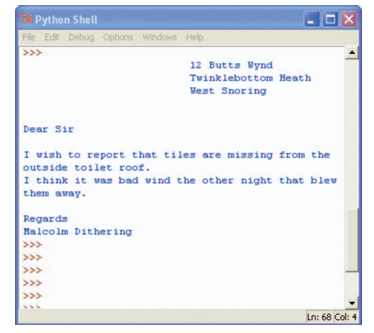 Python Shell
File Edit Debug Options Windows Help
>>>
12 Butts Wynd
Twinklebottom Heath
West Snoring
Dear Sir
I wish to report that tiles are missing from the
outside toilet roof.
I think it was bad wind the other night that blew
them away.
Regards
Malcolm Dithering
>>>
>>>
>>>
>>>
>>>
>>>
Ln: 68 Col: 4